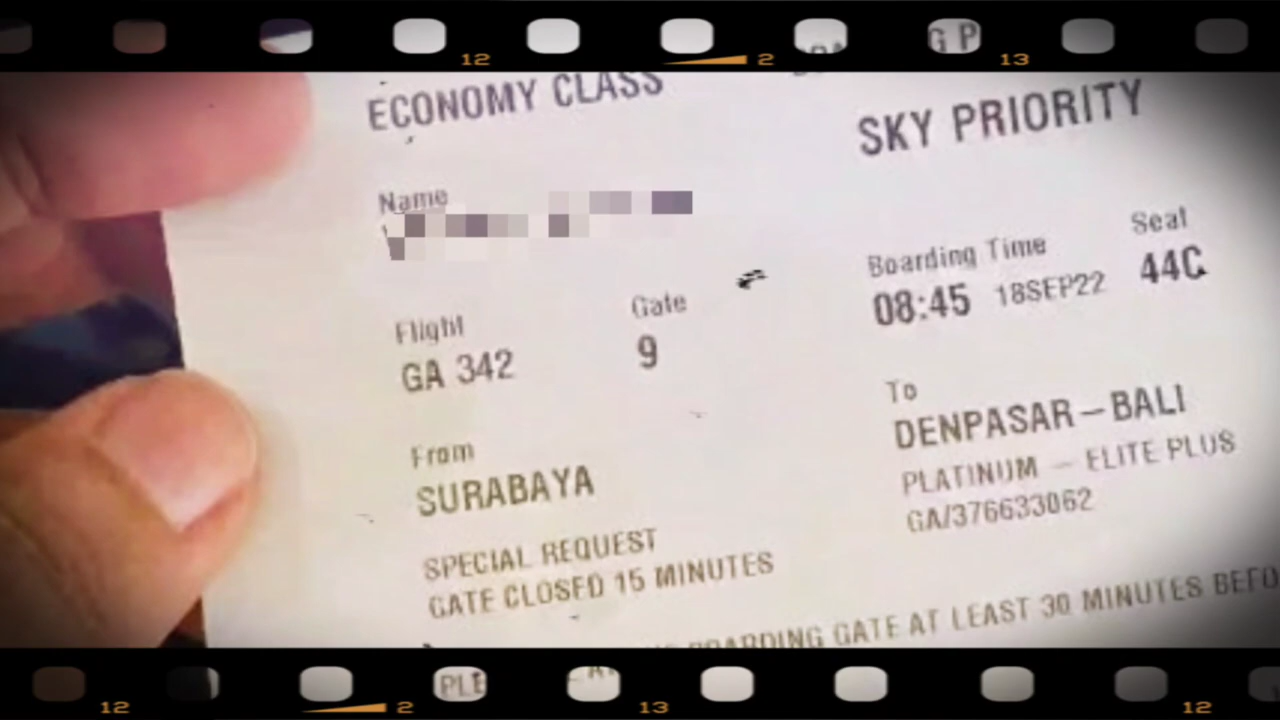 12 2 13
G P
ECONOMY CLASS
SKY PRIORITY
Name
Boarding Time Seat
08:45 18SEP22 44C
Flight Gate
GA 342 9
To
DENPASAR-BALI
From
SURABAYA
PLATINUM - ELITE PLUS
GA/376633062
SPECIAL REQUEST
GATE CLOSED 15 MINUTES
BOARDING GATE AT LEAST 30 MINUTES BEFO
PLE
12 2 13 12